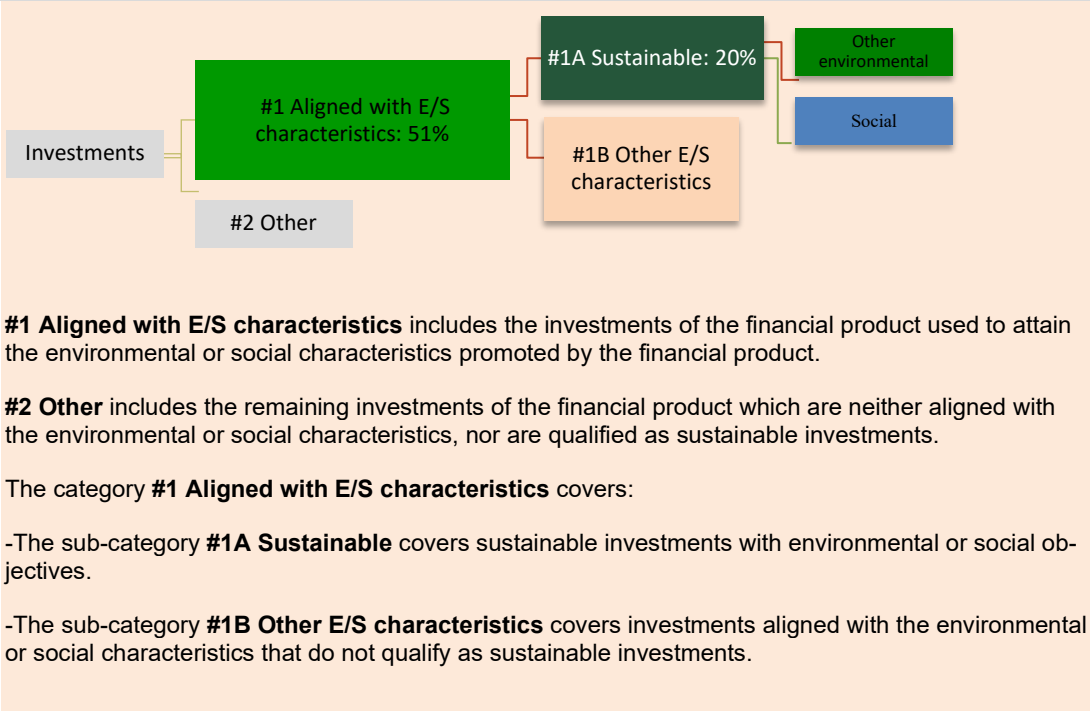 Investments
#1 Aligned with E/S
characteristics: 51%
#2 Other
#1A Sustainable: 20%
#1B Other E/S
characteristics
Other
environmental
Social
#1 Aligned with E/S characteristics includes the investments of the financial product used to attain
the environmental or social characteristics promoted by the financial product.
#2 Other includes the remaining investments of the financial product which are neither aligned with
the environmental or social characteristics, nor are qualified as sustainable investments.
The category #1 Aligned with E/S characteristics covers:
-The sub-category #1A Sustainable covers sustainable investments with environmental or social ob-
jectives.
-The sub-category #1B Other E/S characteristics covers investments aligned with the environmental
or social characteristics that do not qualify as sustainable investments.